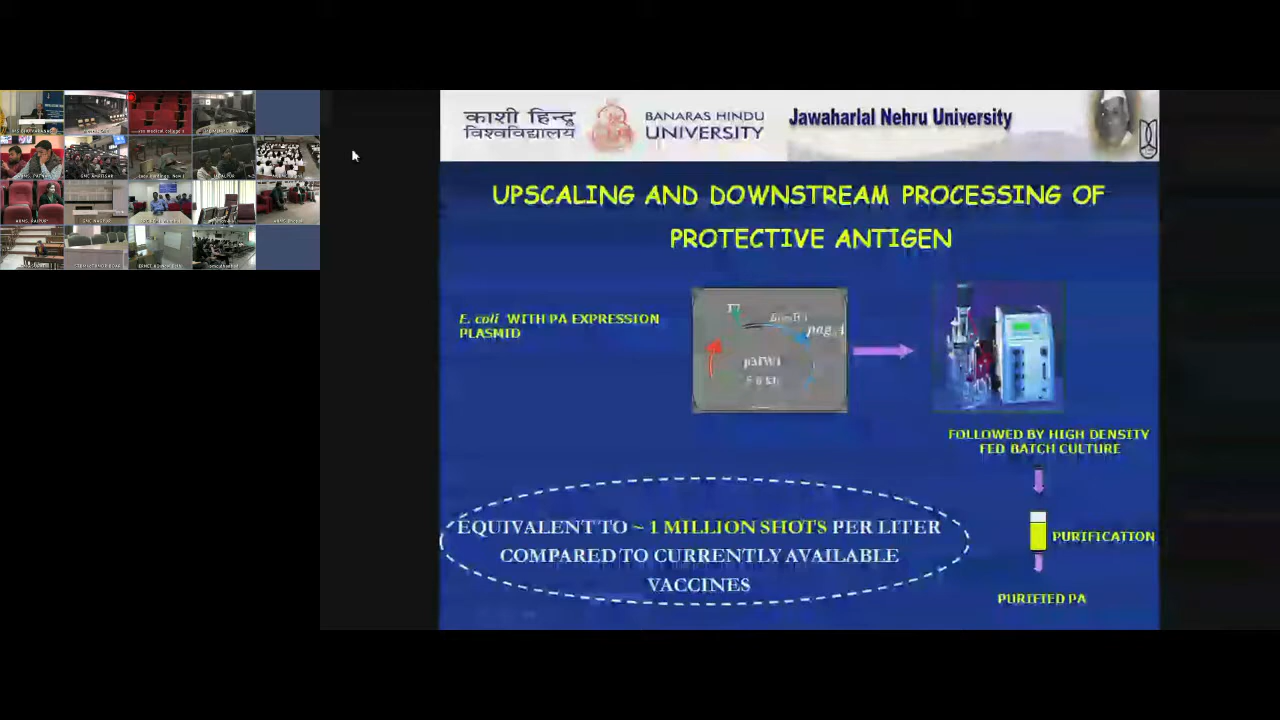 काशी हिन्दू
विश्वविद्यालय
BANARAS HINDU
UNIVERSITY
Jawaharlal Nehru University
UPSCALING AND DOWNSTREAM PROCESSING OF
PROTECTIVE ANTIGEN
E. coli WITH PA EXPRESSION
PLASMID
FOLLOWED BY HIGH DENSITY
FED BATCH CULTURE
EQUIVALENT TO ~ 1 MILLION SHOTS PER LITER
COMPARED TO CURRENTLY AVAILABLE
VACCINES
PURIFICATION
PURIFIED PA